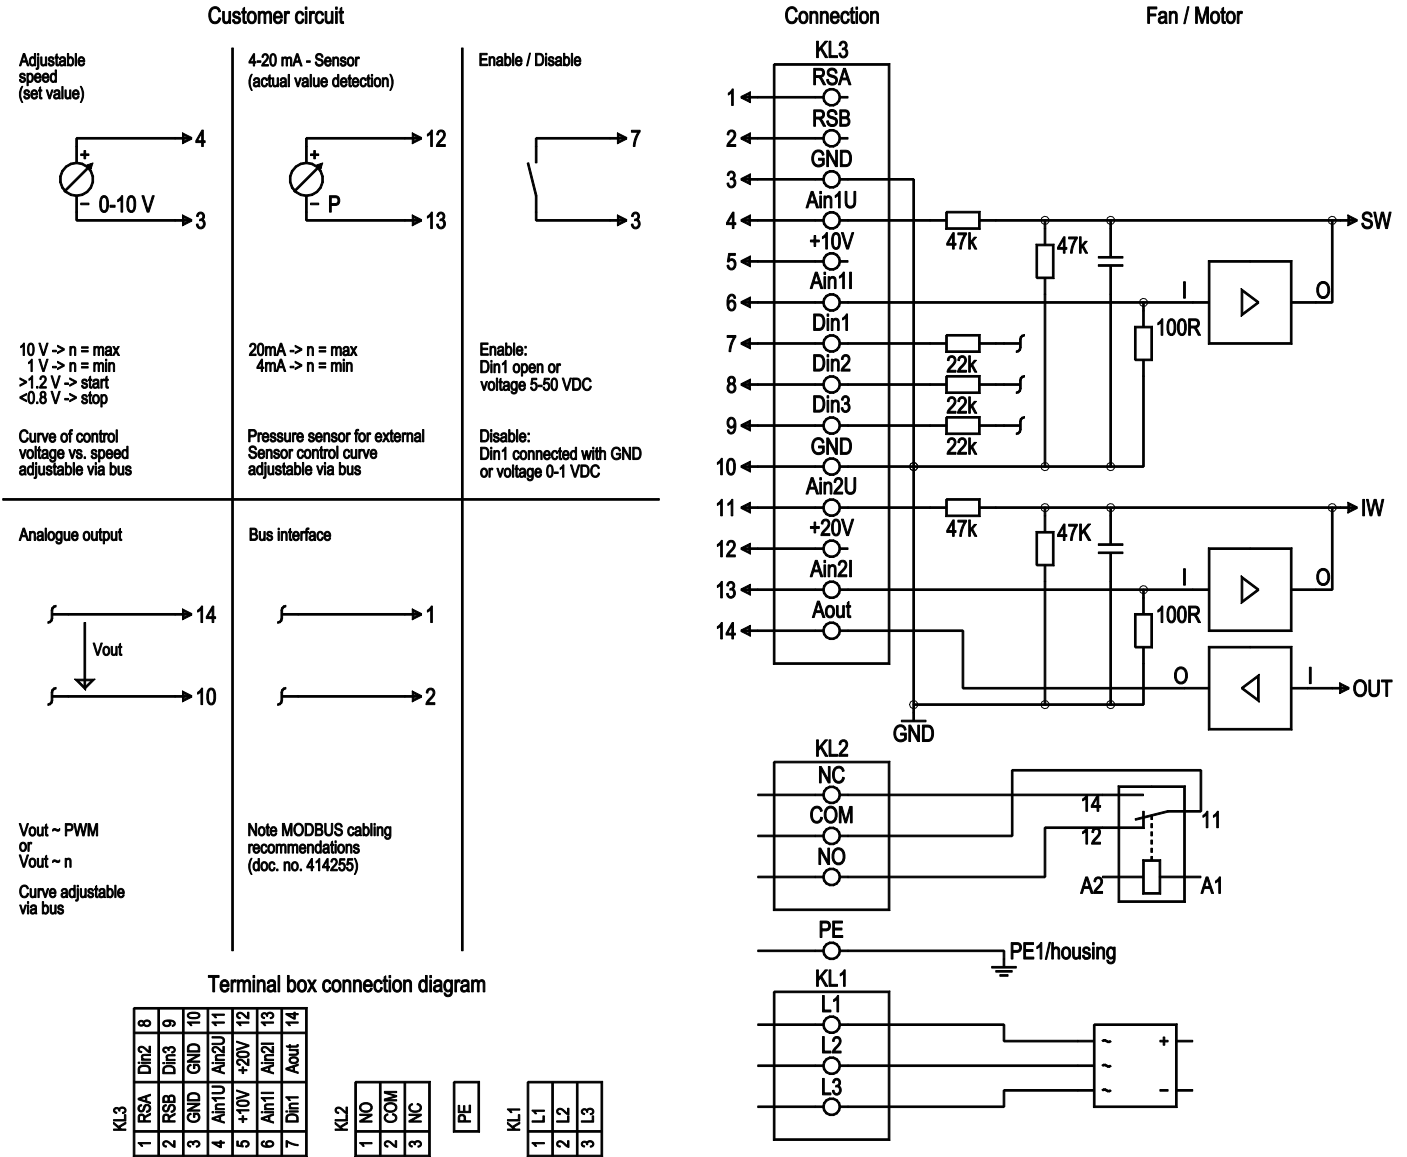 Customer circuit
Connection
Fan / Motor
Adjustable
speed
(set value)
4
+
− 0-10 V
3
10 V -> n = max
1 V -> n = min
>1.2 V -> start
<0.8 V -> stop
Curve of control
voltage vs. speed
adjustable via bus
4-20 mA - Sensor
(actual value detection)
12
+
− P
13
20mA -> n = max
4mA -> n = min
Pressure sensor for external
Sensor control curve
adjustable via bus
Enable / Disable
7
3
Enable:
Din1 open or
voltage 5-50 VDC
Disable:
Din1 connected with GND
or voltage 0-1 VDC
Analogue output
14
Vout
10
Vout ~ PWM
or
Vout ~ n
Curve adjustable
via bus
Bus interface
1
2
Note MODBUS cabling
recommendations
(doc. no. 414255)
KL3
RSA
1
RSB
2
GND
3
Ain1U
4
47k
SW
+10V
5
47k
Ain1I
6
I
O
100R
Din1
7
22k
Din2
8
22k
Din3
9
22k
GND
10
Ain2U
11
47k
IW
+20V
12
47K
Ain2I
13
I
O
100R
Aout
14
O
I
OUT
GND
KL2
NC
14
COM
11
12
NO
A2
A1
PE
PE1/housing
KL1
L1
~ +
L2
~
L3
~ −
Terminal box connection diagram
KL3
8 9 10 11 12 13 14
Din2 Din3 GND Ain2U +20V Ain2I Aout
RSA RSB GND Ain1U +10V Ain1I Din1
1 2 3 4 5 6 7
KL2
NO COM NC
1 2 3
PE
KL1
L1 L2 L3
1 2 3